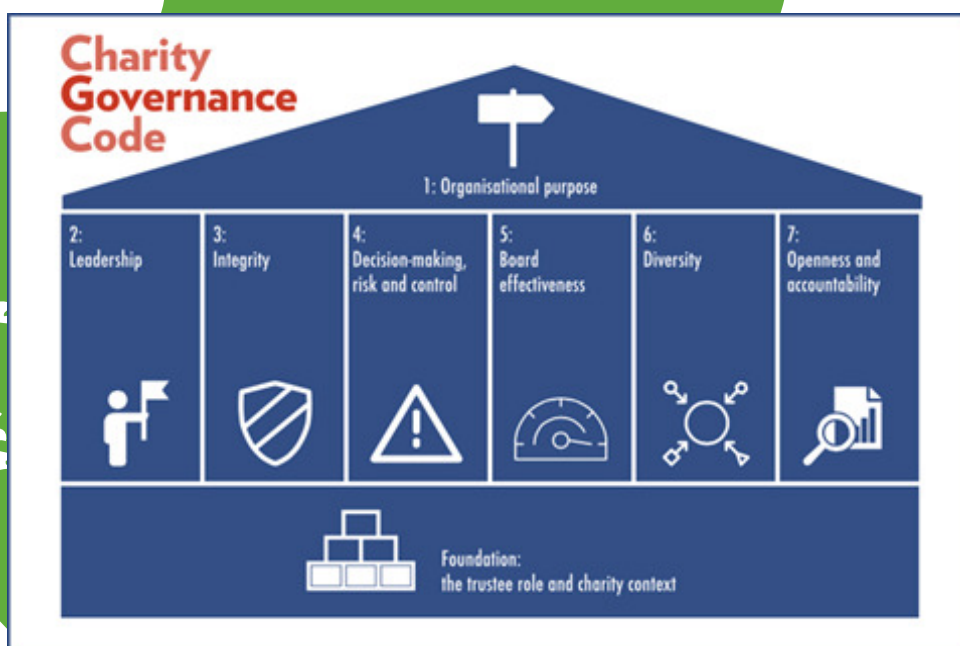 Charity
Governance
Code
1: Organisational purpose
2:
Leadership
3:
Integrity
4:
Decision-making,
risk and control
5:
Board
effectiveness
6:
Diversity
7:
Openness and
accountability
Foundation:
the trustee role and charity context